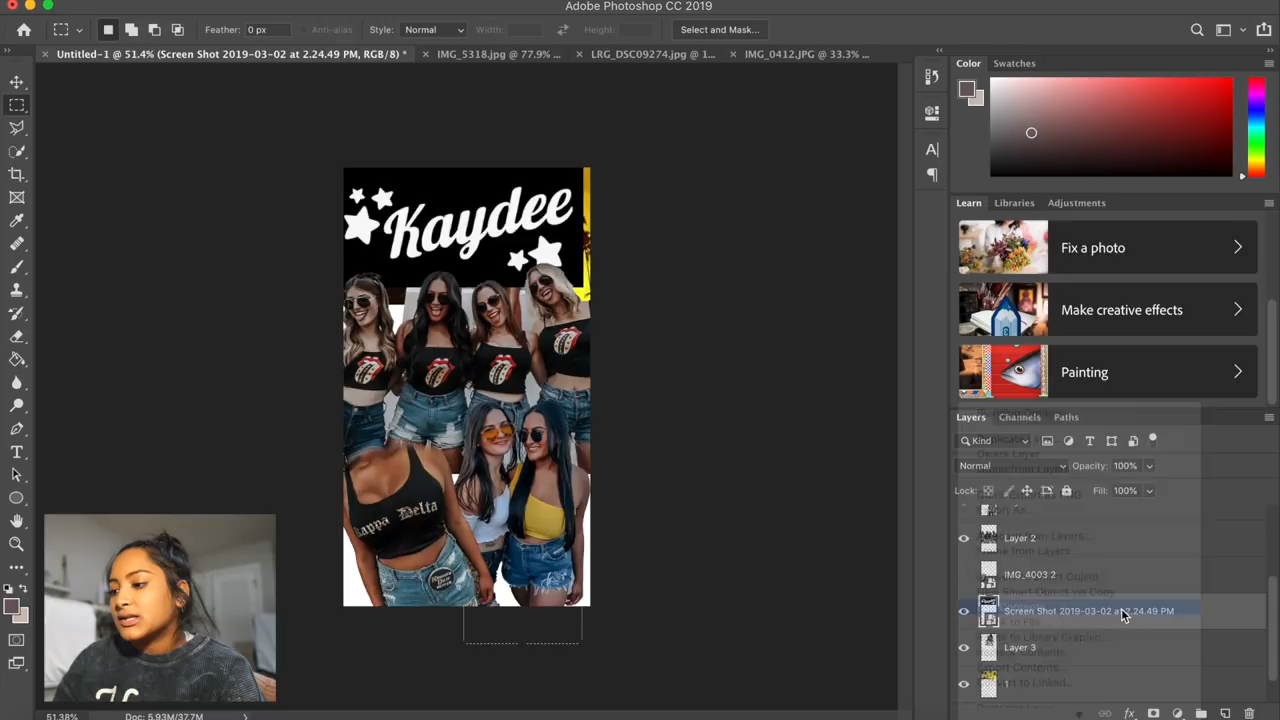 Adobe Photoshop CC 2019
Feather: 0 px Anti-alias Style: Normal Width: Height: Select and Mask...
Untitled-1 @ 51.4% (Screen Shot 2019-03-02 at 2.24.49 PM, RGB/8) * IMG_5318.jpg @ 77.9% ... LRG_DSC09274.jpg @ 1... IMG_0412.JPG @ 33.3% ...
Color Swatches
Kaydee
Learn Libraries Adjustments
Fix a photo
Make creative effects
Painting
Layers Channels Paths
Kind
Normal Opacity: 100%
Lock: Fill: 100%
Kappa Delta
Layer 2
IMG_4003 2
Screen Shot 2019-03-02 at 2.24.49 PM
Layer 3
51.38% Doc: 5.93M/37.7M